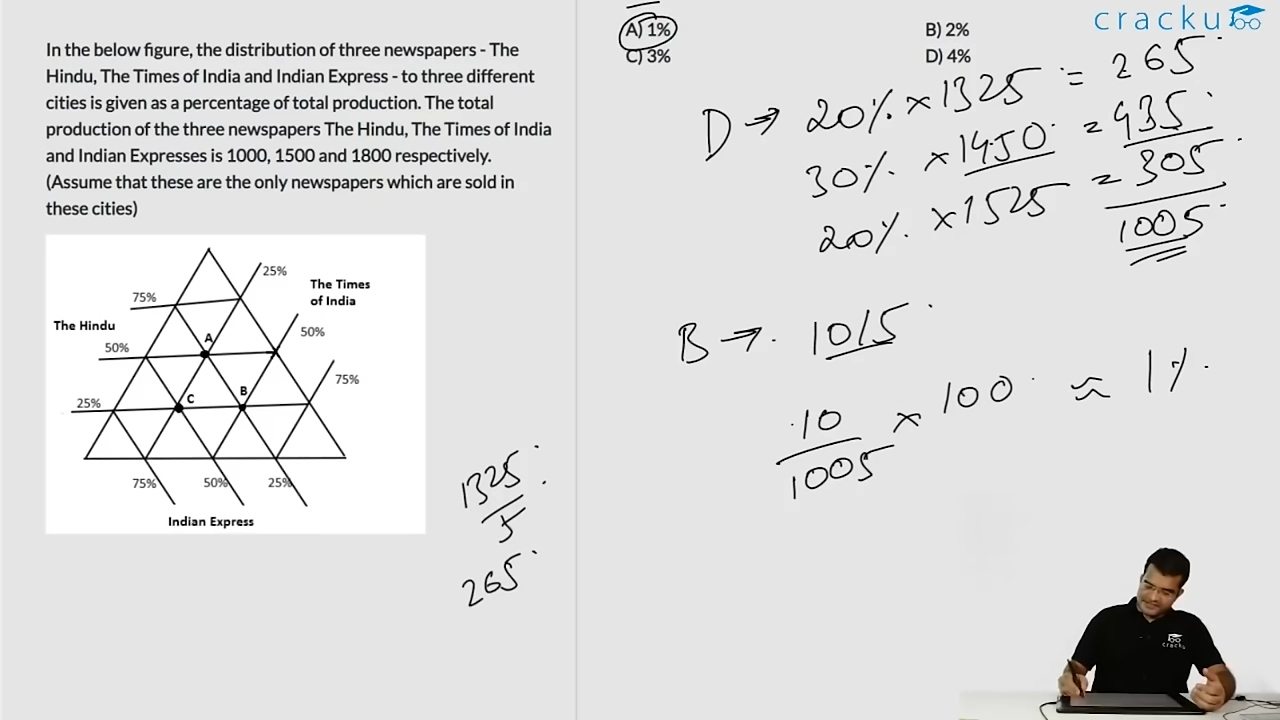 In the below figure, the distribution of three newspapers - The
Hindu, The Times of India and Indian Express - to three different
cities is given as a percentage of total production. The total
production of the three newspapers The Hindu, The Times of India
and Indian Expresses is 1000, 1500 and 1800 respectively.
(Assume that these are the only newspapers which are sold in
these cities)
25%
The Times
of India
75%
The Hindu
50%
A
50%
75%
25%
C
B
75%
50%
25%
Indian Express
1325
5
265
cracku
A) 1%
B) 2%
C) 3%
D) 4%
D → 20% × 1325 = 265
30% × 1450 = 435
20% × 1525 = 305
1005
B → 1015
10/1005 × 100 ≈ 1%
cracku